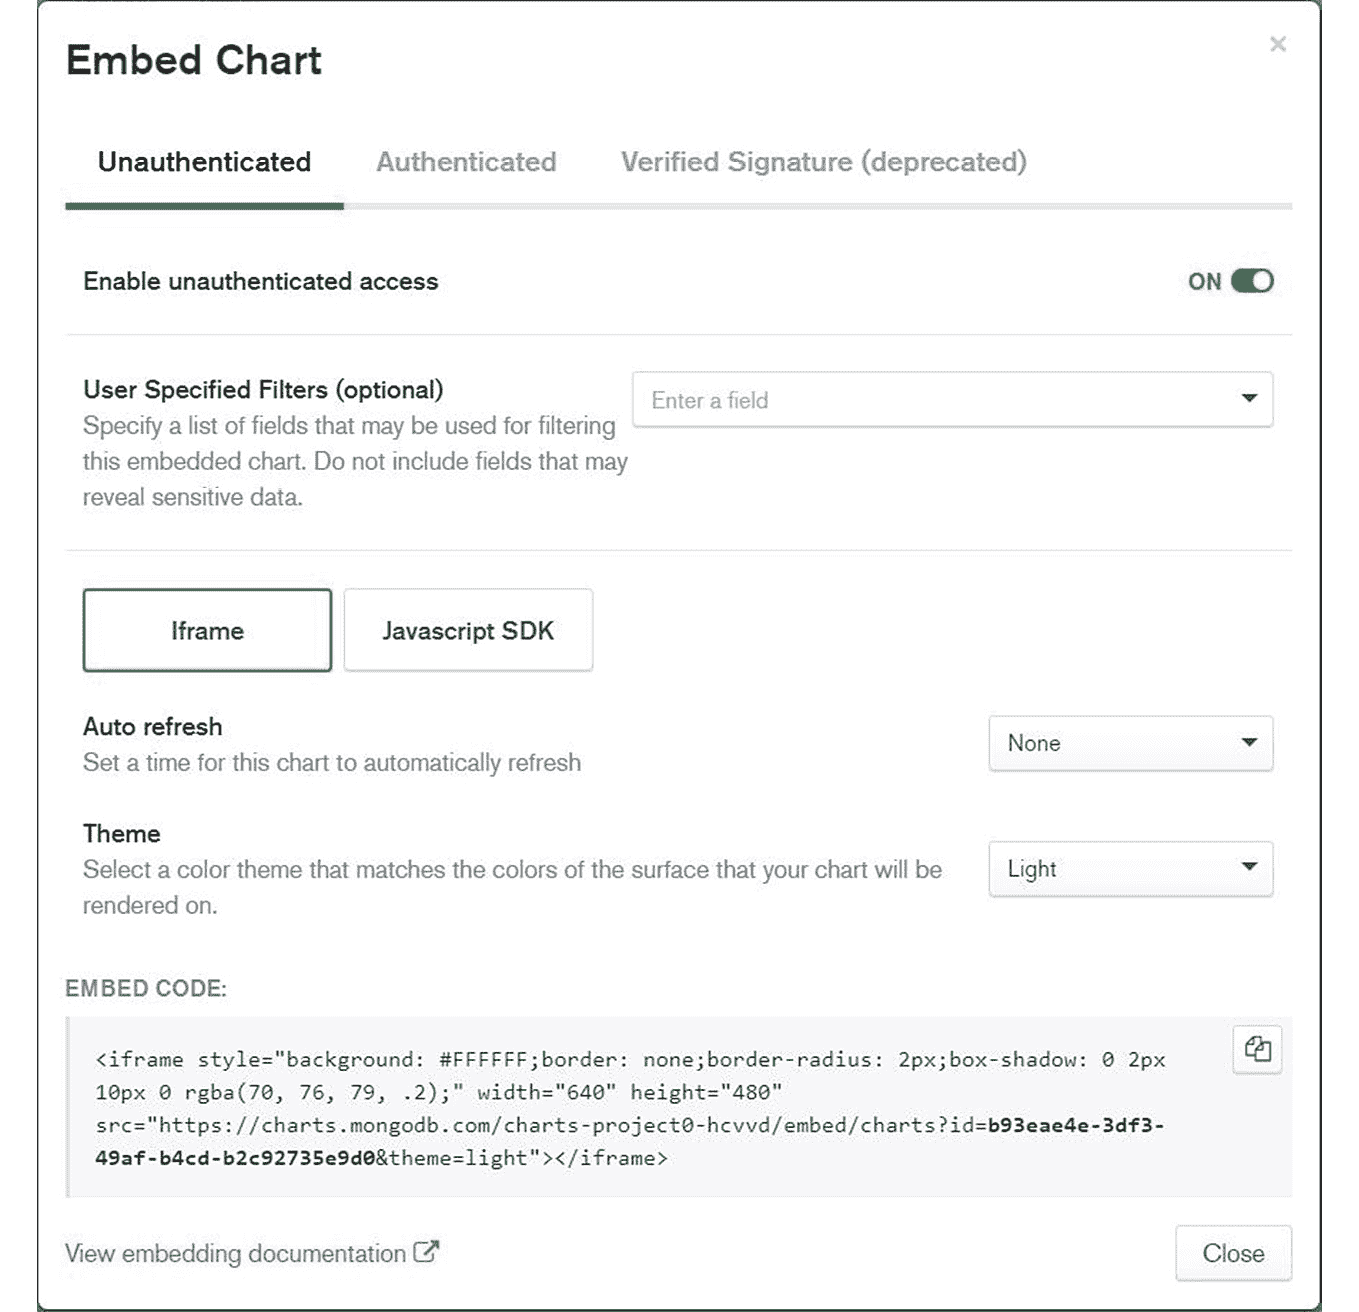 Embed Chart
×
Unauthenticated Authenticated Verified Signature (deprecated)
Enable unauthenticated access ON
User Specified Filters (optional)
Enter a field
Specify a list of fields that may be used for filtering
this embedded chart. Do not include fields that may
reveal sensitive data.
Iframe Javascript SDK
Auto refresh
None
Set a time for this chart to automatically refresh
Theme
Select a color theme that matches the colors of the surface that your chart will be
Light
rendered on.
EMBED CODE:
<iframe style="background: #FFFFFF;border: none;border-radius: 2px;box-shadow: 0 2px
10px 0 rgba(70, 76, 79, .2);" width="640" height="480"
src="https://charts.mongodb.com/charts-project0-hcvvd/embed/charts?id=b93eae4e-3df3-
49af-b4cd-b2c92735e9d0&theme=light"></iframe>
View embedding documentation
Close